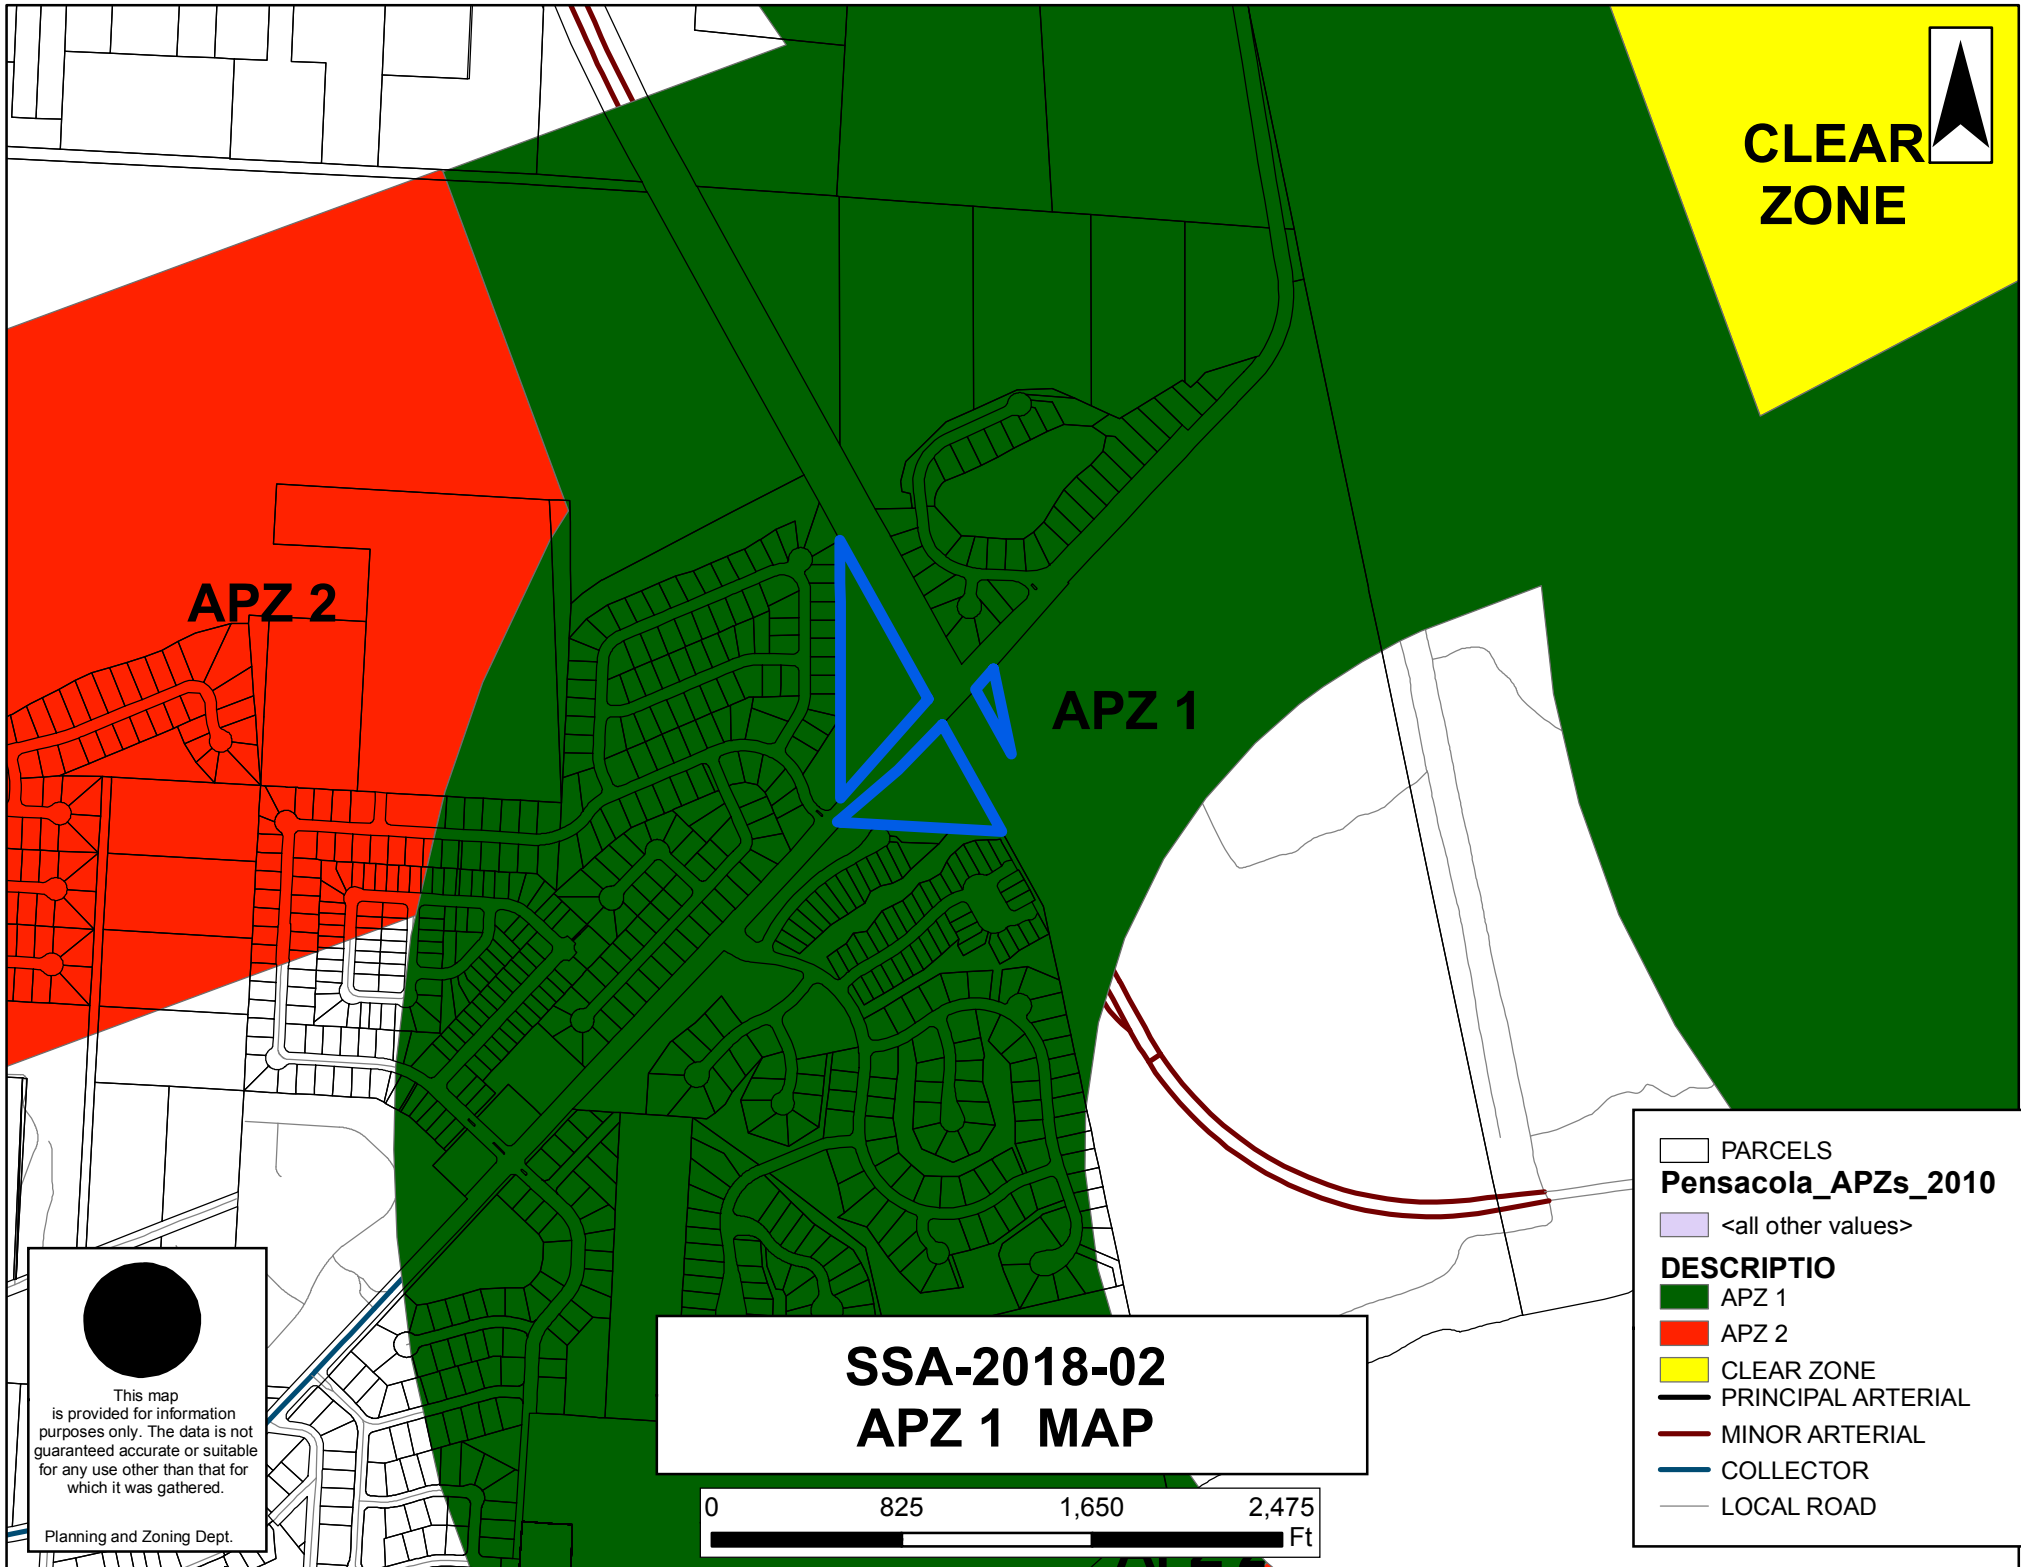 CLEAR
ZONE
APZ 2
APZ 1
PARCELS
Pensacola_APZs_2010
<all other values>
DESCRIPTIO
APZ 1
APZ 2
CLEAR ZONE
PRINCIPAL ARTERIAL
MINOR ARTERIAL
COLLECTOR
LOCAL ROAD
This map
is provided for information
purposes only. The data is not
guaranteed accurate or suitable
for any use other than that for
which it was gathered.
Planning and Zoning Dept.
SSA-2018-02
APZ 1 MAP
0 825 1,650 2,475
Ft